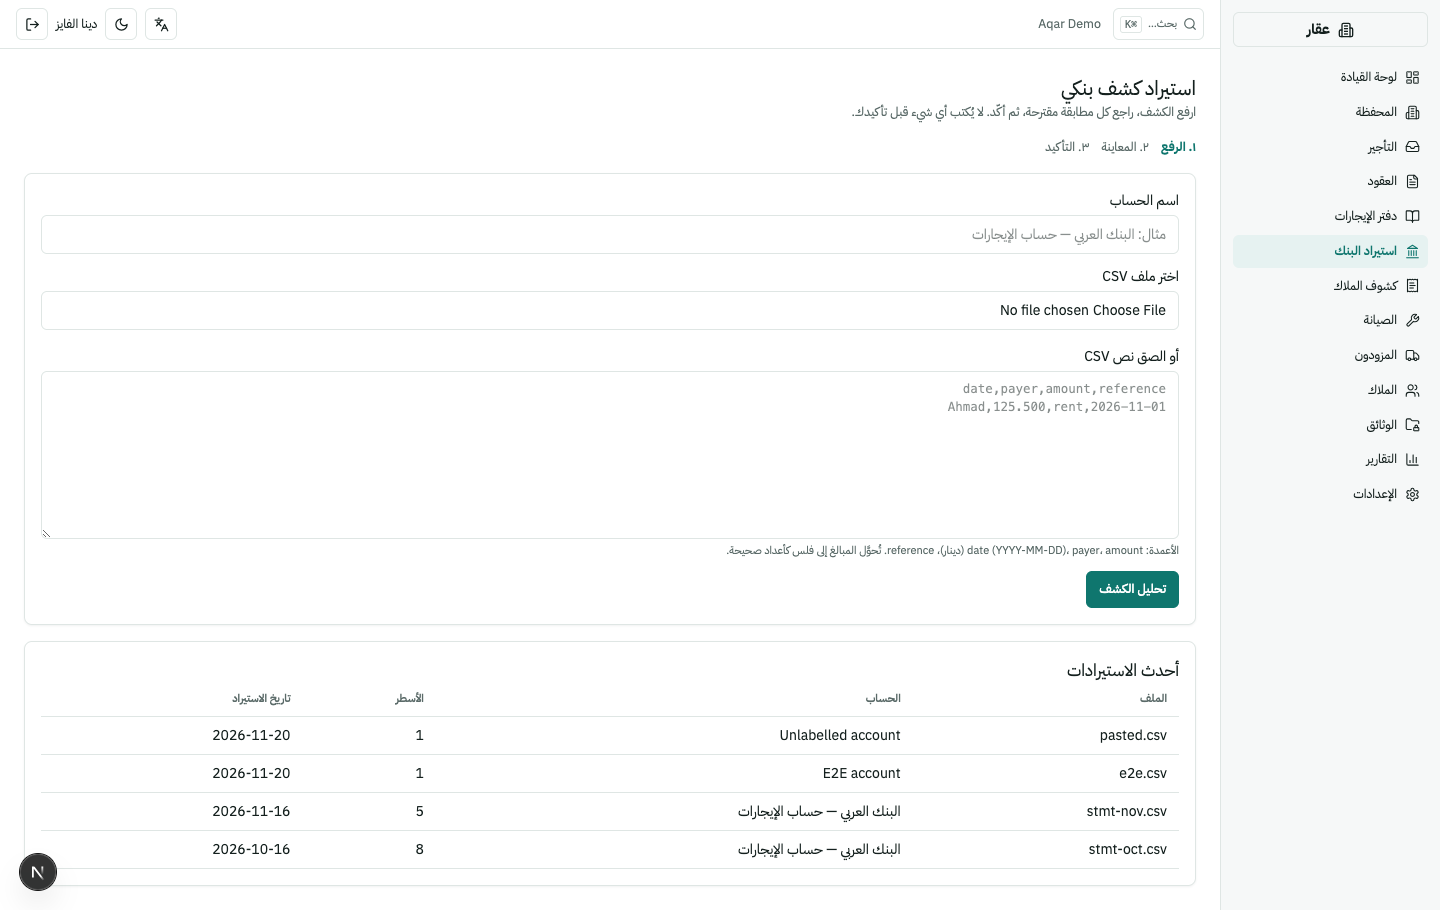 عقار
لوحة القيادة
المحفظة
التأجير
العقود
دفتر الإيجارات
استيراد البنك
كشوف الملاك
الصيانة
المزودون
الملاك
الوثائق
التقارير
الإعدادات
بحث... ⌘K
Aqar Demo
دينا الفايز
استيراد كشف بنكي
ارفع الكشف، راجع كل مطابقة مقترحة، ثم أكّد. لا يُكتب أي شيء قبل تأكيدك.
١. الرفع ٢. المعاينة ٣. التأكيد
اسم الحساب
مثال: البنك العربي — حساب الإيجارات
اختر ملف CSV
Choose File No file chosen
أو الصق نص CSV
date,payer,amount,reference
2026-11-01,Ahmad,125.500,rent
الأعمدة: date (YYYY-MM-DD)، payer، amount (دينار)، reference. تُحوَّل المبالغ إلى فلس كأعداد صحيحة.
تحليل الكشف
أحدث الاستيرادات
الملف الحساب الأسطر تاريخ الاستيراد
pasted.csv Unlabelled account 1 2026-11-20
e2e.csv E2E account 1 2026-11-20
stmt-nov.csv البنك العربي — حساب الإيجارات 5 2026-11-16
stmt-oct.csv البنك العربي — حساب الإيجارات 8 2026-10-16
N